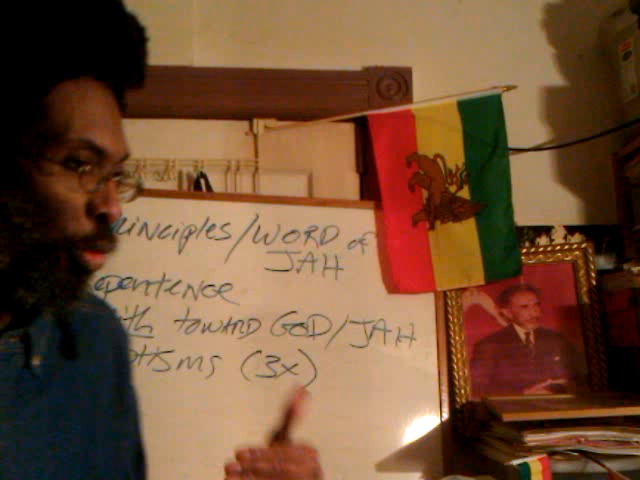 rinciples/WORD of
JAH
epentence
ith toward GOD/JAH
ptisms (3x)